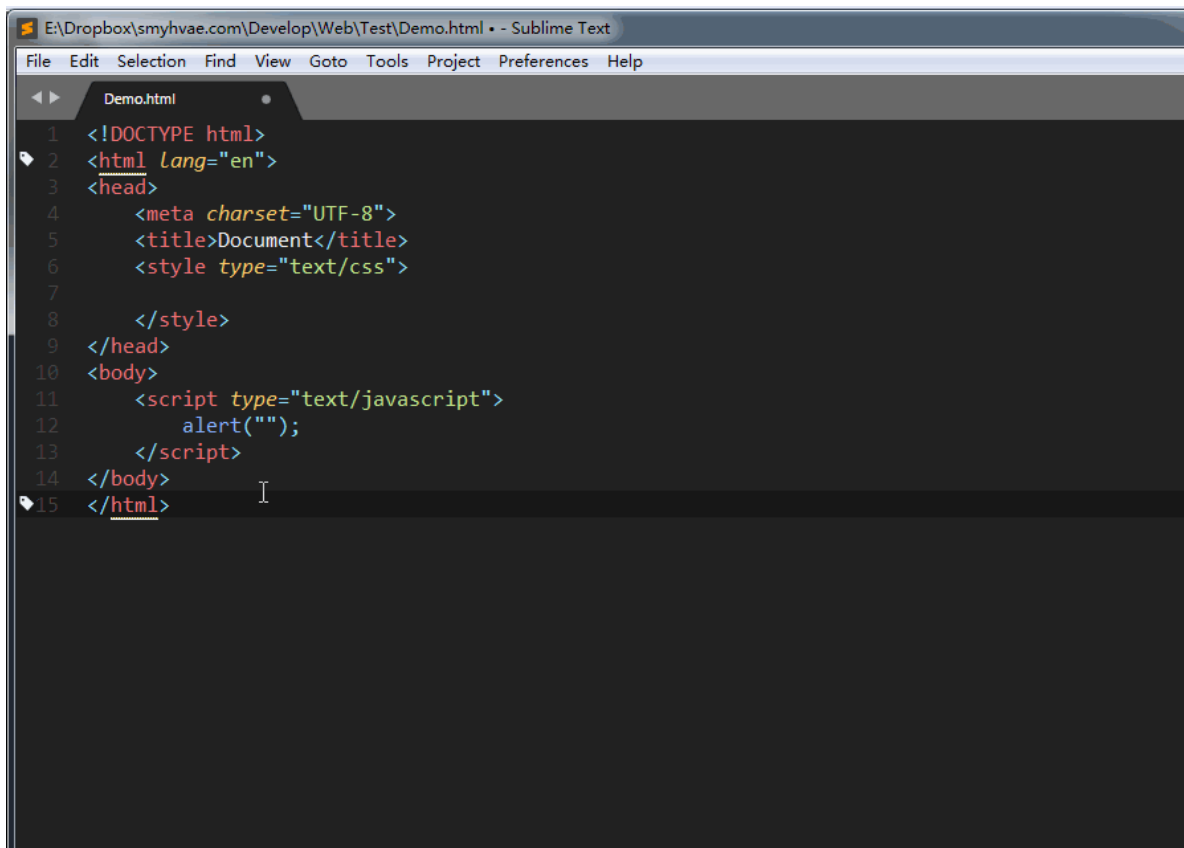 E:\Dropbox\smyhvae.com\Develop\Web\Test\Demo.html • - Sublime Text
File Edit Selection Find View Goto Tools Project Preferences Help
Demo.html
1 <!DOCTYPE html>
2 <html lang="en">
3 <head>
4     <meta charset="UTF-8">
5     <title>Document</title>
6     <style type="text/css">
7
8     </style>
9 </head>
10 <body>
11     <script type="text/javascript">
12         alert("");
13     </script>
14 </body>
15 </html>